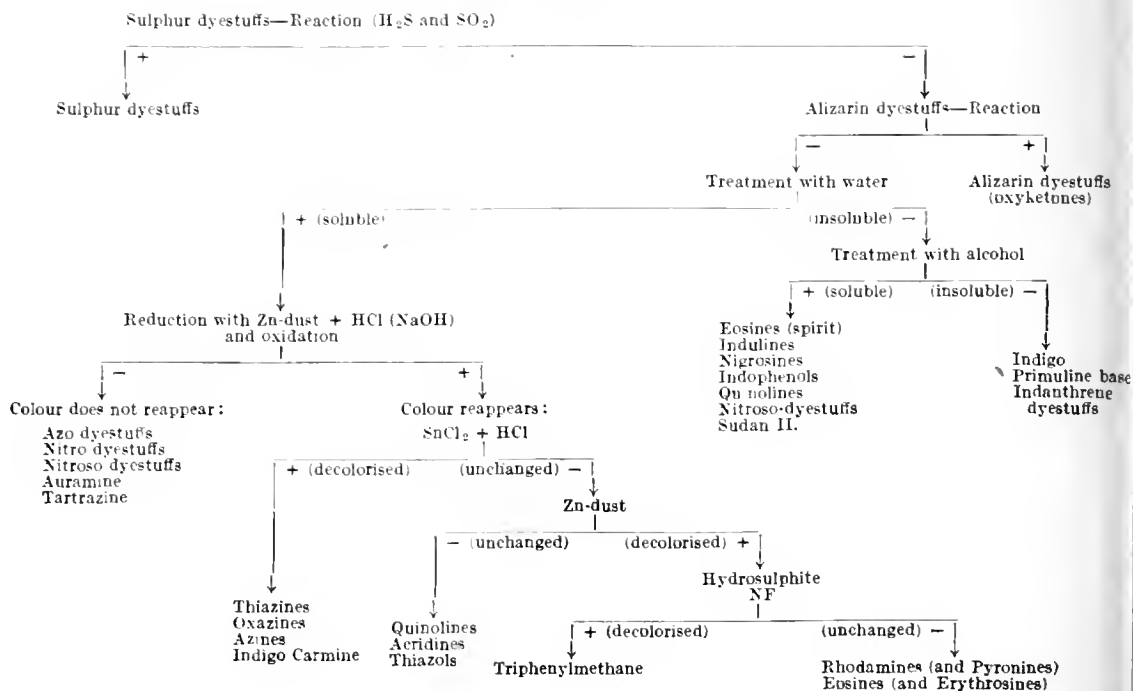 Sulphur dyestuffs—Reaction (H₂S and SO₂)
+ −
Sulphur dyestuffs
Alizarin dyestuffs—Reaction
− +
Treatment with water
Alizarin dyestuffs
(oxyketones)
+ (soluble) (insoluble) −
Treatment with alcohol
+ (soluble) (insoluble) −
Reduction with Zn-dust + HCl (NaOH)
and oxidation
Eosines (spirit)
Indulines
Nigrosines
Indophenols
Qu nolines
Nitroso-dyestuffs
Sudan II.
Indigo
Primuline base
Indanthrene
dyestuffs
− +
Colour does not reappear:
Azo dyestuffs
Nitro dyestuffs
Nitroso dyestuffs
Auramine
Tartrazine
Colour reappears:
SnCl₂ + HCl
+ (decolorised) (unchanged) −
Zn-dust
− (unchanged) (decolorised) +
Hydrosulphite
NF
Thiazines
Oxazines
Azines
Indigo Carmine
Quinolines
Acridines
Thiazols
+ (decolorised) (unchanged) −
Triphenylmethane
Rhodamines (and Pyronines)
Eosines (and Erythrosines)